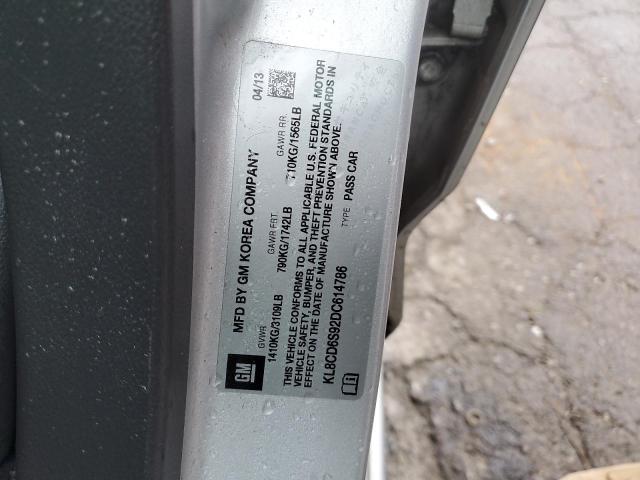 MFD BY GM KOREA COMPANY 04/13
GVWR GAWR FRT GAWR RR.
1410KG/3109LB 790KG/1742LB 710KG/1565LB
THIS VEHICLE CONFORMS TO ALL APPLICABLE U.S. FEDERAL MOTOR
VEHICLE SAFETY, BUMPER, AND THEFT PREVENTION STANDARDS IN
EFFECT ON THE DATE OF MANUFACTURE SHOWN ABOVE.
KL8CD6S92DC614786 TYPE PASS CAR
GM